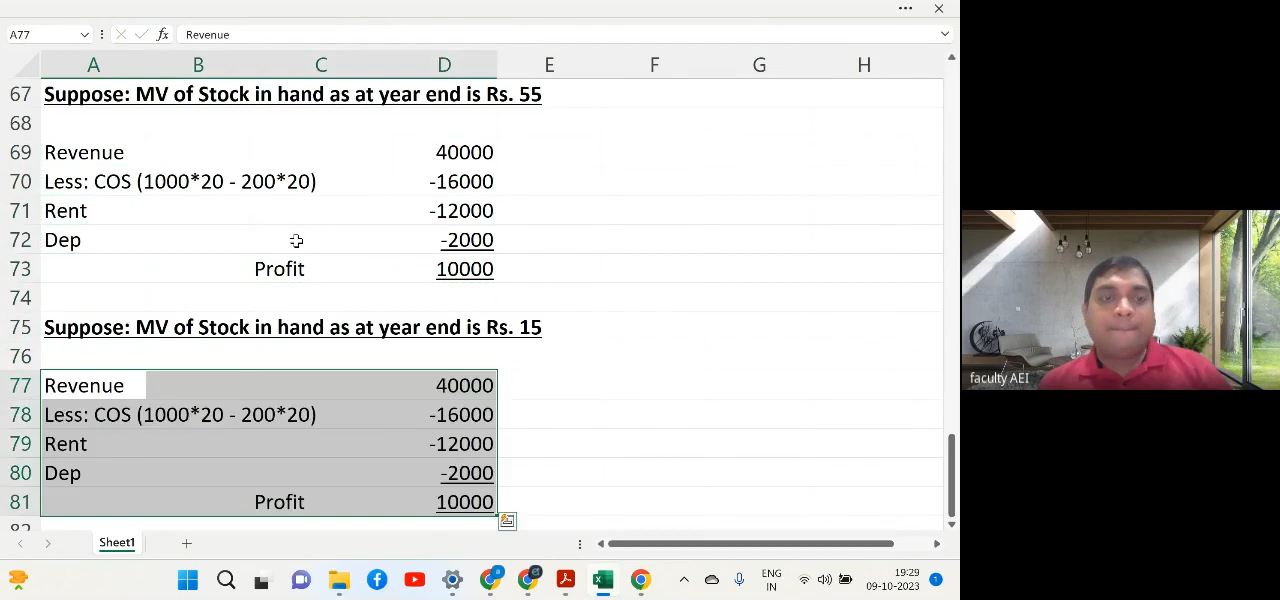 A77
fx Revenue
A B C D E F G H
67 Suppose: MV of Stock in hand as at year end is Rs. 55
68
69 Revenue 40000
70 Less: COS (1000*20 - 200*20) -16000
71 Rent -12000
72 Dep -2000
73 Profit 10000
74
75 Suppose: MV of Stock in hand as at year end is Rs. 15
76
77 Revenue 40000
78 Less: COS (1000*20 - 200*20) -16000
79 Rent -12000
80 Dep -2000
81 Profit 10000
82
faculty AEI
Sheet1
ENG
IN
19:29
09-10-2023
1